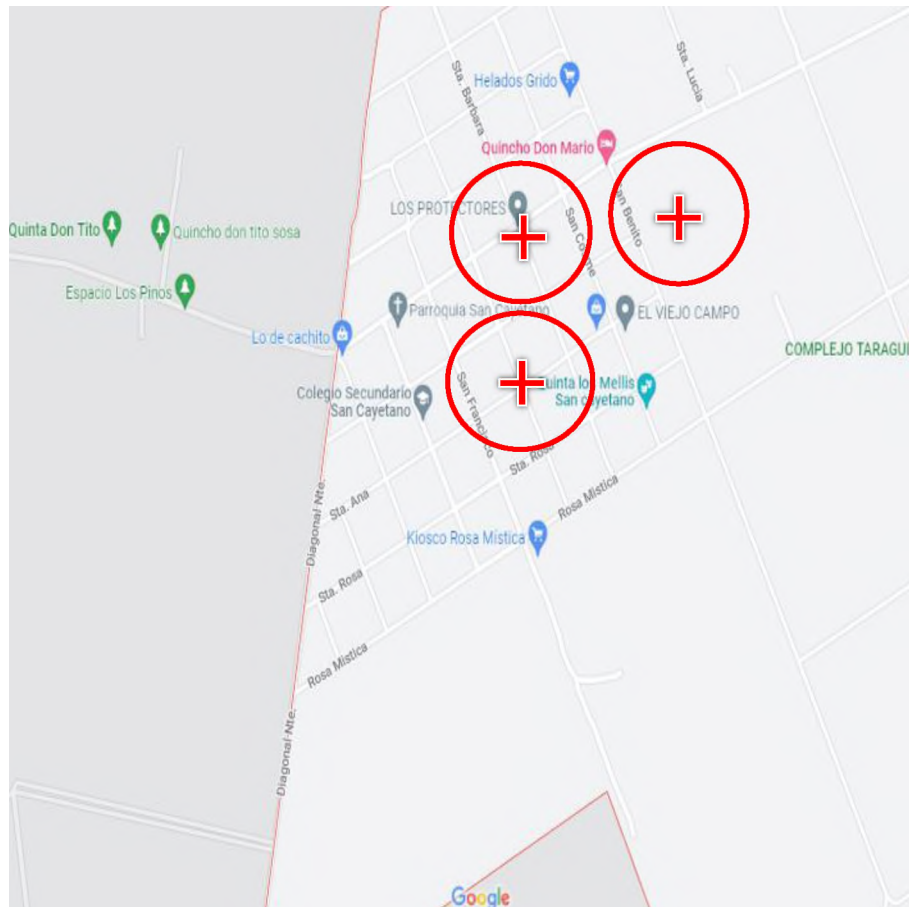 Sta. Barbara
Sta. Lucia
Helados Grido
Quincho Don Mario
San Benito
LOS PROTECTORES
San Cosme
Quinta Don Tito
Quincho don tito sosa
Espacio Los Pinos
Parroquia San Cayetano
EL VIEJO CAMPO
Lo de cachito
COMPLEJO TARAGUI
Colegio Secundario
San Cayetano
San Francisco
Quinta los Mellis
San cayetano
Sta. Rosa
Sta. Ana
Rosa Mistica
Diagonal Nte.
Kiosco Rosa Mística
Sta. Rosa
Rosa Mistica
Diagonal Nte.
Google